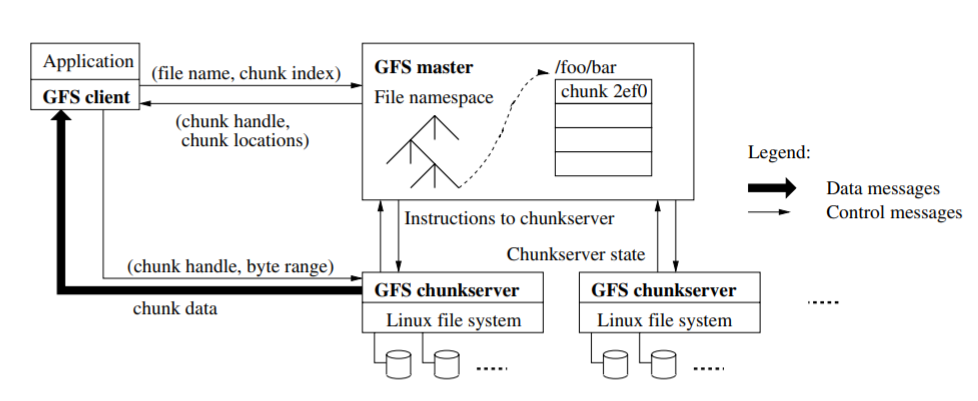 Application
GFS client
(file name, chunk index)
(chunk handle,
chunk locations)
GFS master
File namespace
/foo/bar
chunk 2ef0
Legend:
Data messages
Control messages
Instructions to chunkserver
Chunkserver state
(chunk handle, byte range)
chunk data
GFS chunkserver
Linux file system
GFS chunkserver
Linux file system